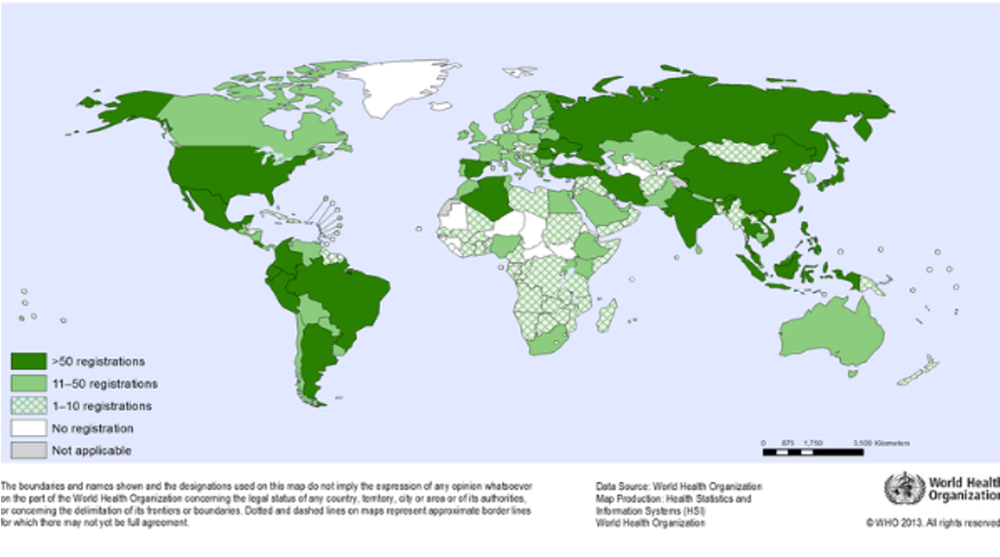 >50 registrations
11–50 registrations
1–10 registrations
No registration
Not applicable
0 875 1,750 3,500 Kilometers
The boundaries and names shown and the designations used on this map do not imply the expression of any opinion whatsoever
on the part of the World Health Organization concerning the legal status of any country, territory, city or area or of its authorities,
or concerning the delimitation of its frontiers or boundaries. Dotted and dashed lines on maps represent approximate border lines
for which there may not yet be full agreement.
Data Source: World Health Organization
Map Production: Health Statistics and
Information Systems (HSI)
World Health Organization
World Health
Organization
© WHO 2013. All rights reserved